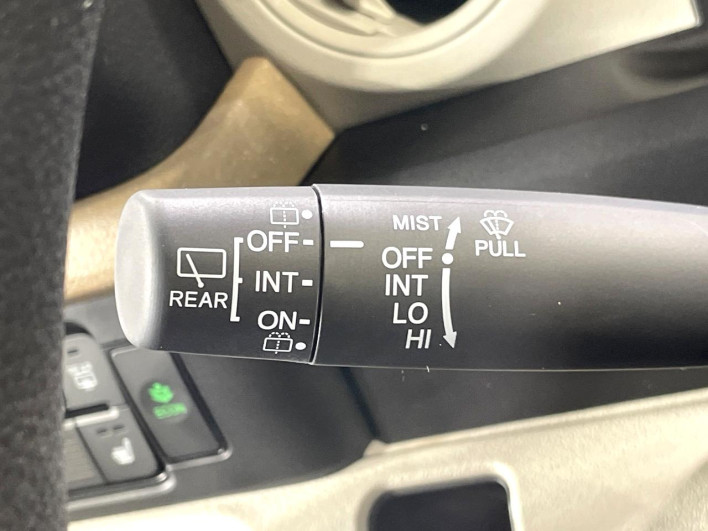 REAR
OFF
INT
ON
MIST
OFF
INT
LO
HI
PULL
ECON